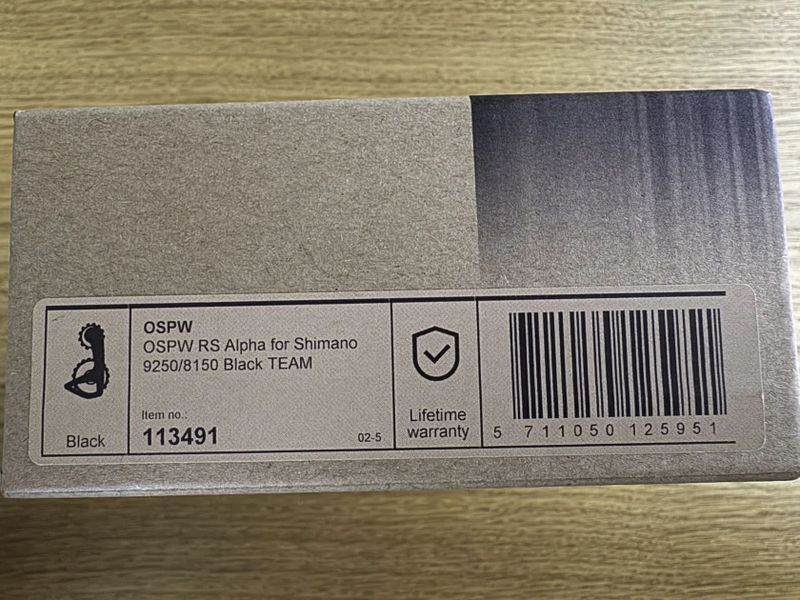 OSPW
OSPW RS Alpha for Shimano
9250/8150 Black TEAM
Item no.:
113491
02-5
Black
Lifetime
warranty
5 711050 125951